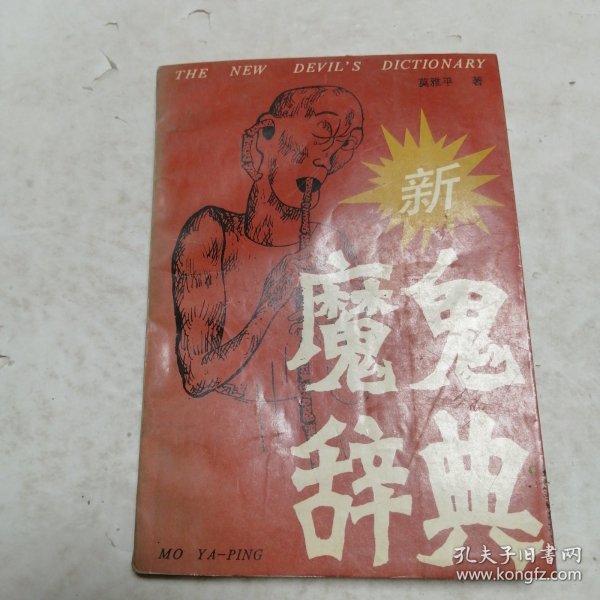 THE NEW DEVIL'S DICTIONARY
莫雅平 著
新
魔鬼
辞典
MO YA-PING
孔夫子旧书网
www.kongfz.com